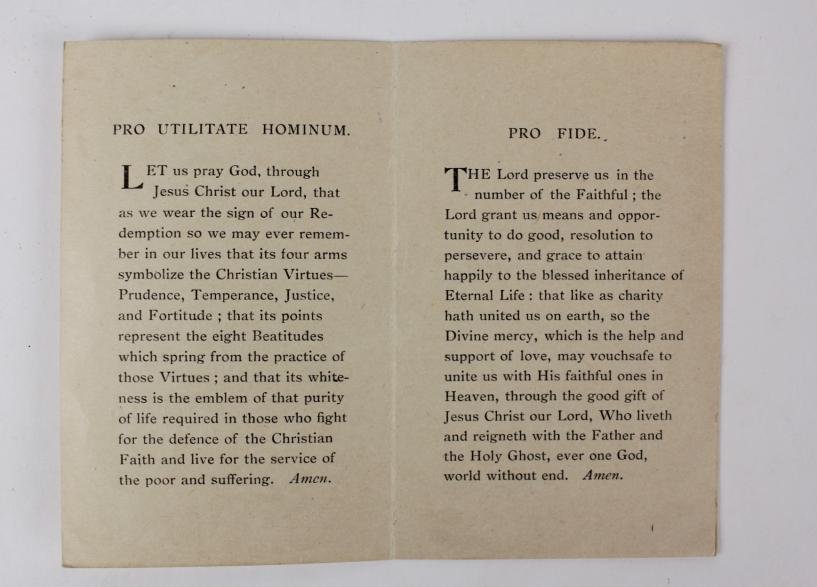 PRO UTILITATE HOMINUM.
LET us pray God, through
Jesus Christ our Lord, that
as we wear the sign of our Re-
demption so we may ever remem-
ber in our lives that its four arms
symbolize the Christian Virtues—
Prudence, Temperance, Justice,
and Fortitude ; that its points
represent the eight Beatitudes
which spring from the practice of
those Virtues ; and that its white-
ness is the emblem of that purity
of life required in those who fight
for the defence of the Christian
Faith and live for the service of
the poor and suffering. Amen.
PRO FIDE.
THE Lord preserve us in the
number of the Faithful ; the
Lord grant us means and oppor-
tunity to do good, resolution to
persevere, and grace to attain
happily to the blessed inheritance of
Eternal Life : that like as charity
hath united us on earth, so the
Divine mercy, which is the help and
support of love, may vouchsafe to
unite us with His faithful ones in
Heaven, through the good gift of
Jesus Christ our Lord, Who liveth
and reigneth with the Father and
the Holy Ghost, ever one God,
world without end. Amen.